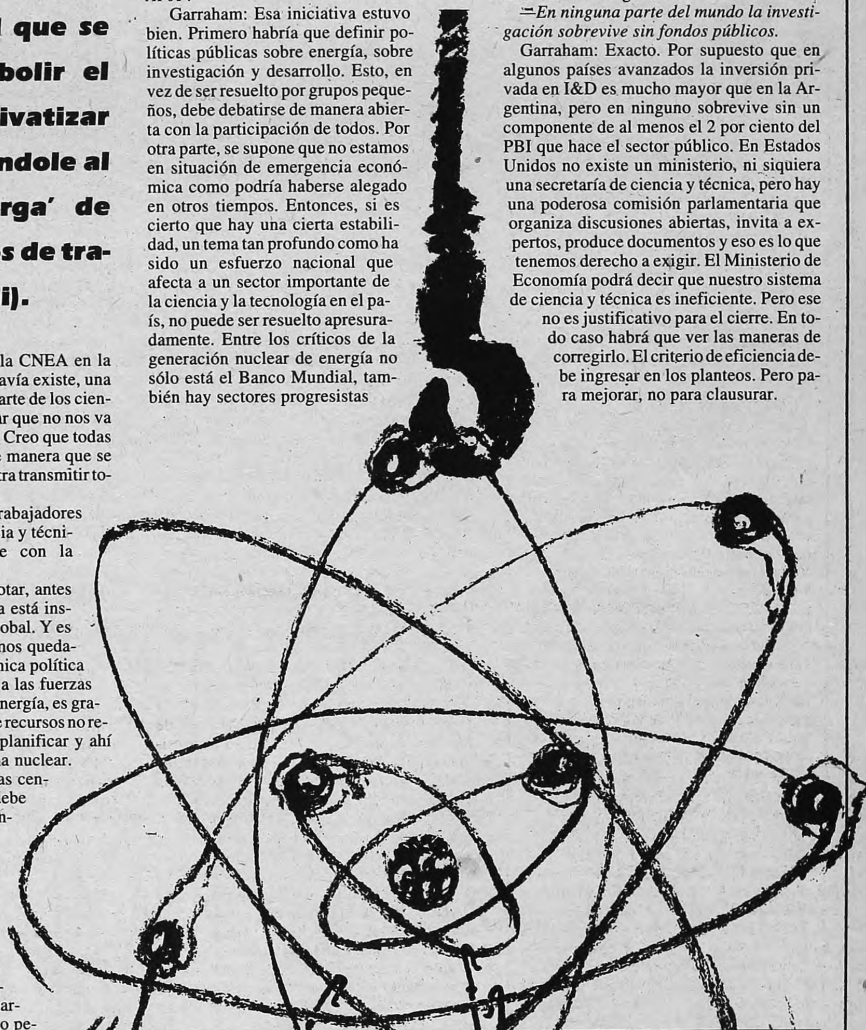 l que se
bolir el
ivatizar
ndole al
rga' de
s de tra-
i).
la CNEA en la
avía existe, una
arte de los cien-
ar que no nos va
Creo que todas
e manera que se
tra transmitir to-
rabajadores
ia y técni-
e con la
otar, antes
a está ins-
obal. Y es
nos queda-
nica política
a las fuerzas
nergía, es gra-
e recursos no re-
planificar y ahí
na nuclear.
as cen-
ebe
n-
-
ar-
o pe-
Garraham: Esa iniciativa estuvo
bien. Primero habría que definir po-
líticas públicas sobre energía, sobre
investigación y desarrollo. Esto, en
vez de ser resuelto por grupos peque-
ños, debe debatirse de manera abier-
ta con la participación de todos. Por
otra parte, se supone que no estamos
en situación de emergencia econó-
mica como podría haberse alegado
en otros tiempos. Entonces, si es
cierto que hay una cierta estabili-
dad, un tema tan profundo como ha
sido un esfuerzo nacional que
afecta a un sector importante de
la ciencia y la tecnología en el pa-
ís, no puede ser resuelto apresura-
damente. Entre los críticos de la
generación nuclear de energía no
sólo está el Banco Mundial, tam-
bién hay sectores progresistas
—En ninguna parte del mundo la investi-
gación sobrevive sin fondos públicos.
Garraham: Exacto. Por supuesto que en
algunos países avanzados la inversión pri-
vada en I&D es mucho mayor que en la Ar-
gentina, pero en ninguno sobrevive sin un
componente de al menos el 2 por ciento del
PBI que hace el sector público. En Estados
Unidos no existe un ministerio, ni siquiera
una secretaría de ciencia y técnica, pero hay
una poderosa comisión parlamentaria que
organiza discusiones abiertas, invita a ex-
pertos, produce documentos y eso es lo que
tenemos derecho a exigir. El Ministerio de
Economía podrá decir que nuestro sistema
de ciencia y técnica es ineficiente. Pero ese
no es justificativo para el cierre. En to-
do caso habrá que ver las maneras de
corregirlo. El criterio de eficiencia de-
be ingresar en los planteos. Pero pa-
ra mejorar, no para clausurar.